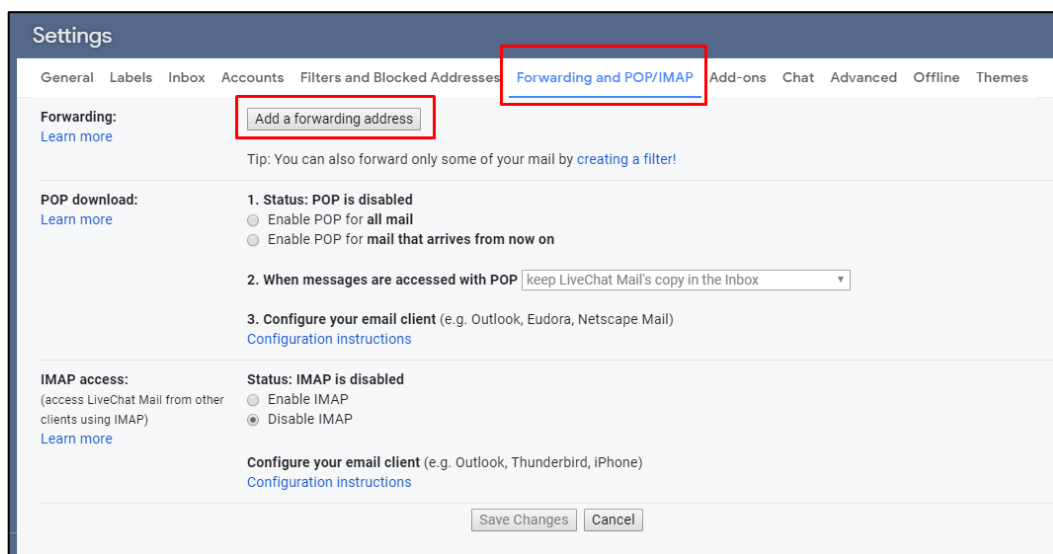 Settings
General Labels Inbox Accounts Filters and Blocked Addresses Forwarding and POP/IMAP Add-ons Chat Advanced Offline Themes
Forwarding:
Learn more
Add a forwarding address
Tip: You can also forward only some of your mail by creating a filter!
POP download:
Learn more
1. Status: POP is disabled
Enable POP for all mail
Enable POP for mail that arrives from now on
2. When messages are accessed with POP keep LiveChat Mail's copy in the Inbox
3. Configure your email client (e.g. Outlook, Eudora, Netscape Mail)
Configuration instructions
IMAP access:
(access LiveChat Mail from other
clients using IMAP)
Learn more
Status: IMAP is disabled
Enable IMAP
Disable IMAP
Configure your email client (e.g. Outlook, Thunderbird, iPhone)
Configuration instructions
Save Changes Cancel